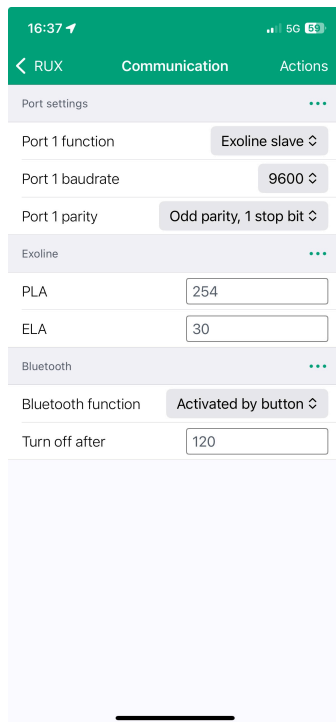 16:37 5G 59
RUX Communication Actions
Port settings
Port 1 function Exoline slave
Port 1 baudrate 9600
Port 1 parity Odd parity, 1 stop bit
Exoline
PLA 254
ELA 30
Bluetooth
Bluetooth function Activated by button
Turn off after 120